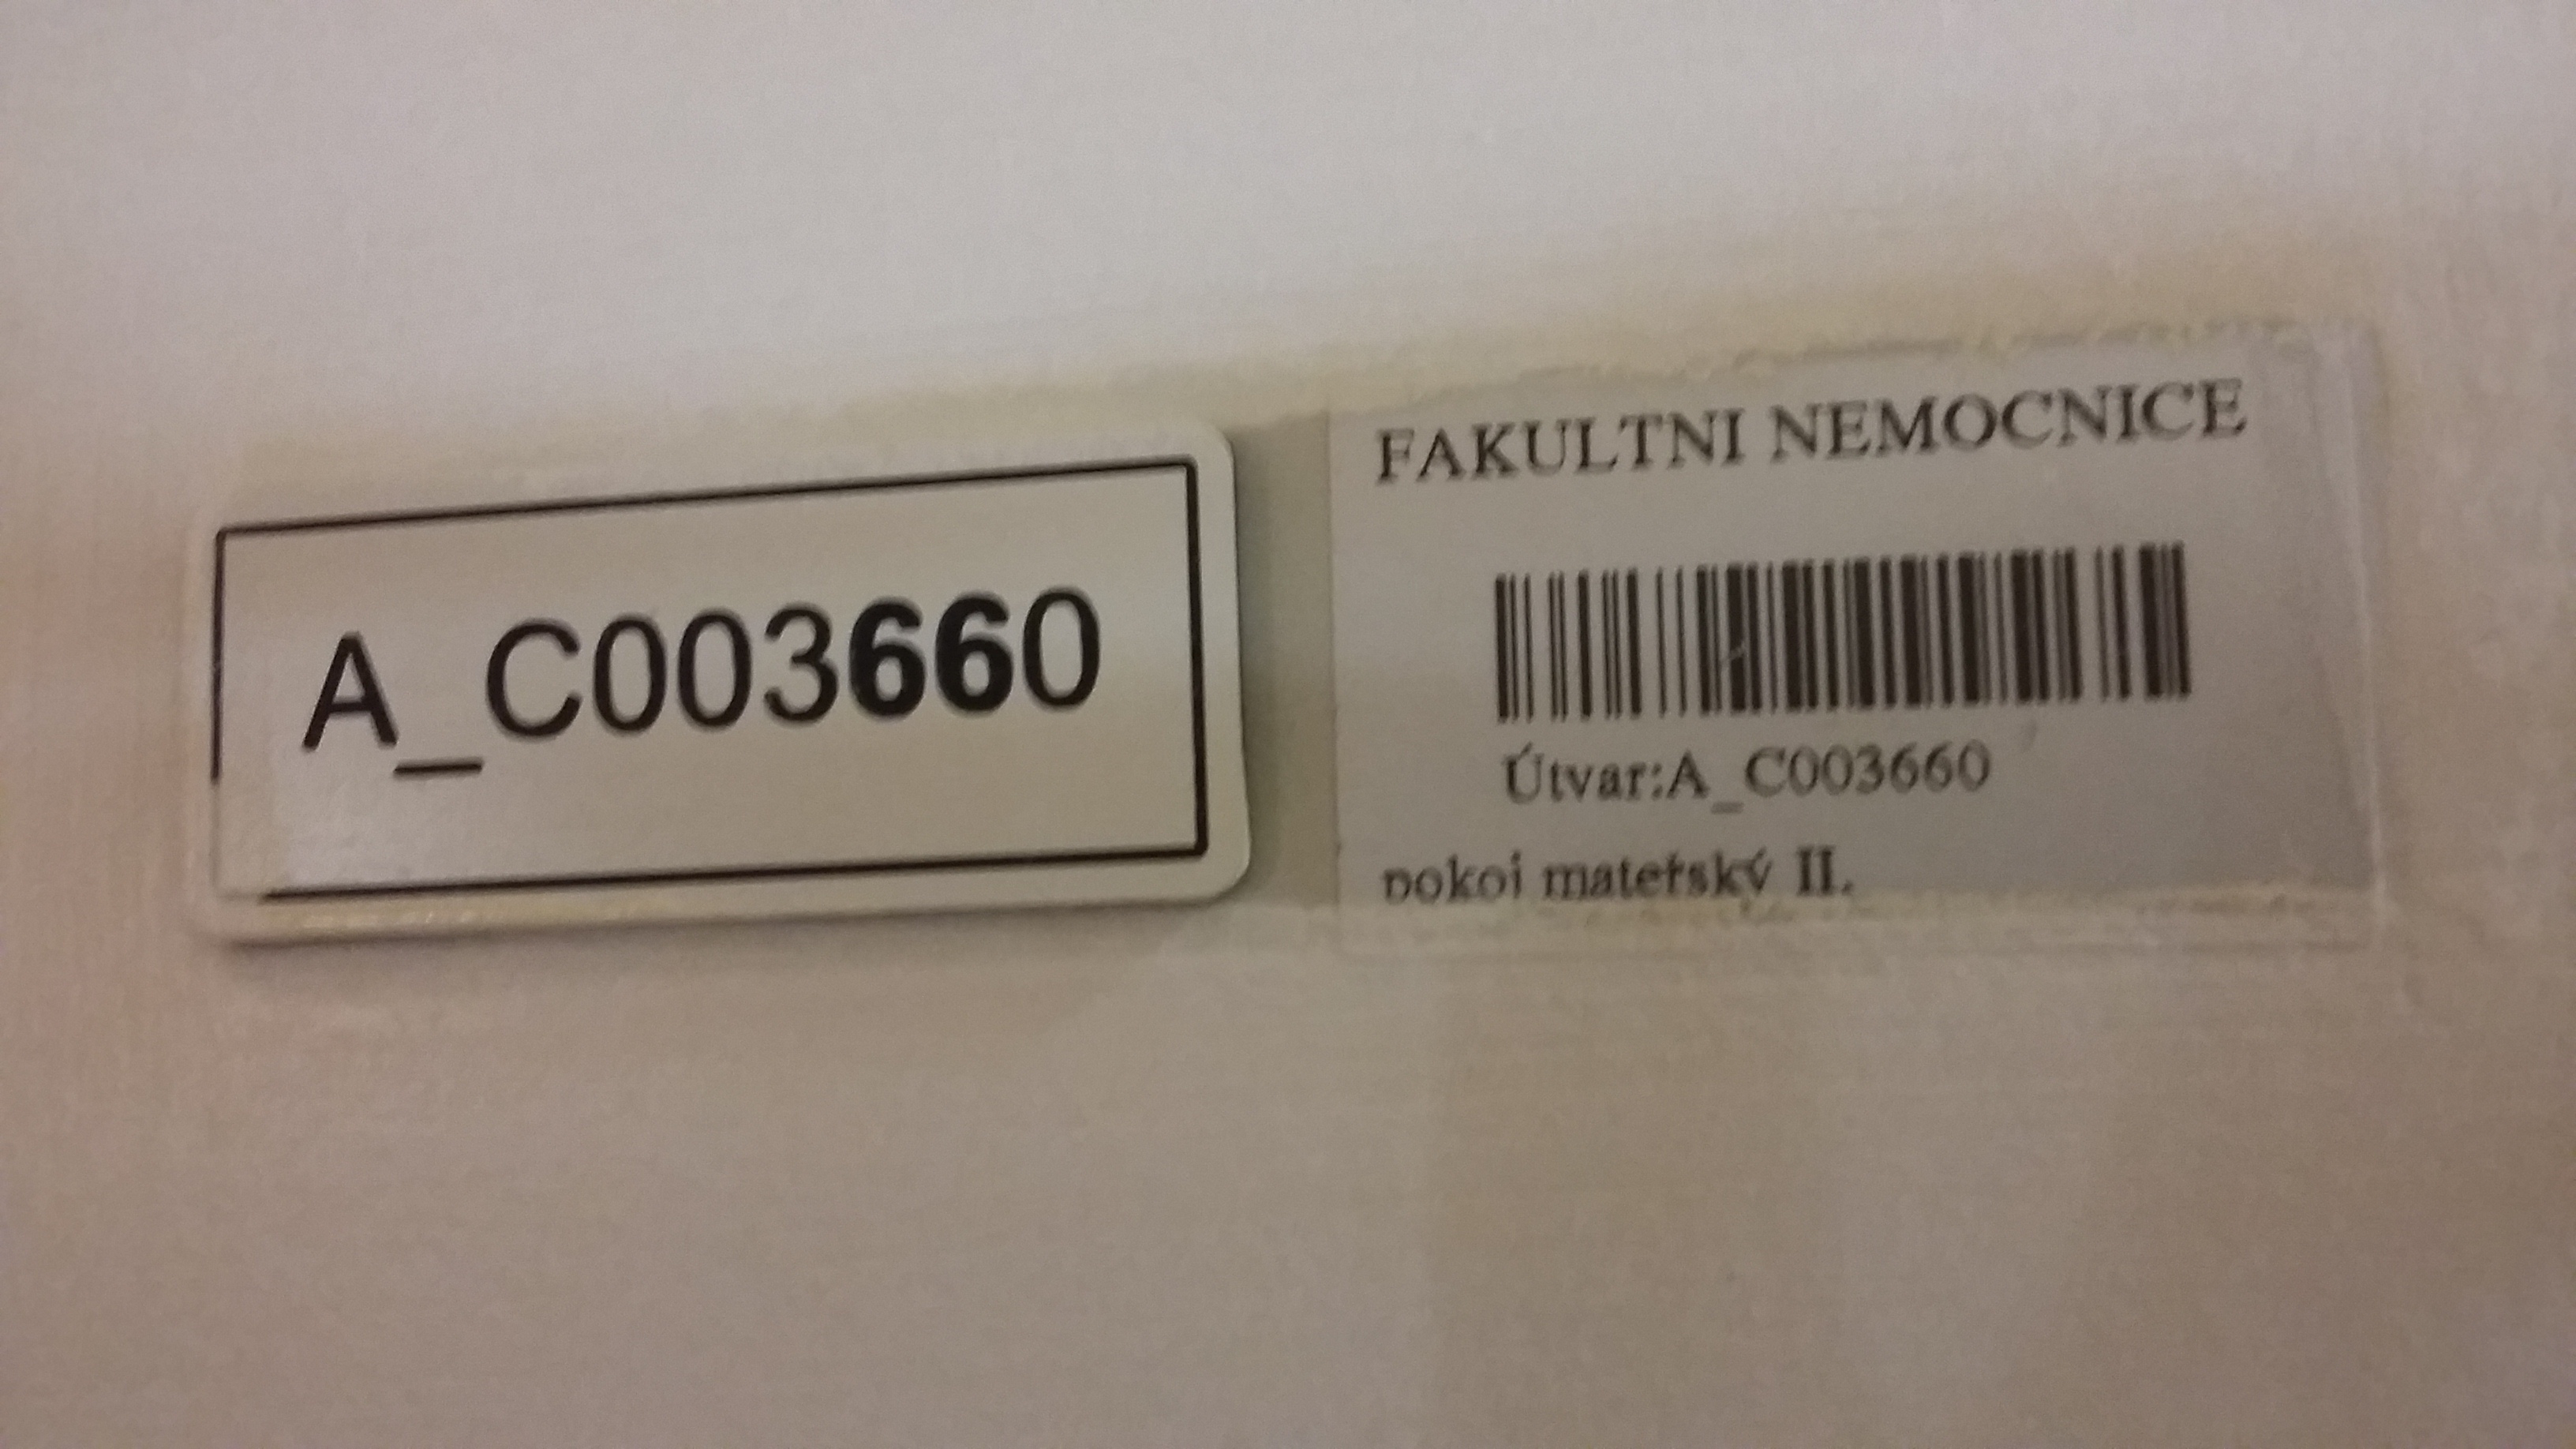 A_C003660
FAKULTNI NEMOCNICE
Útvar:A_C003660
pokoj mateřský II.